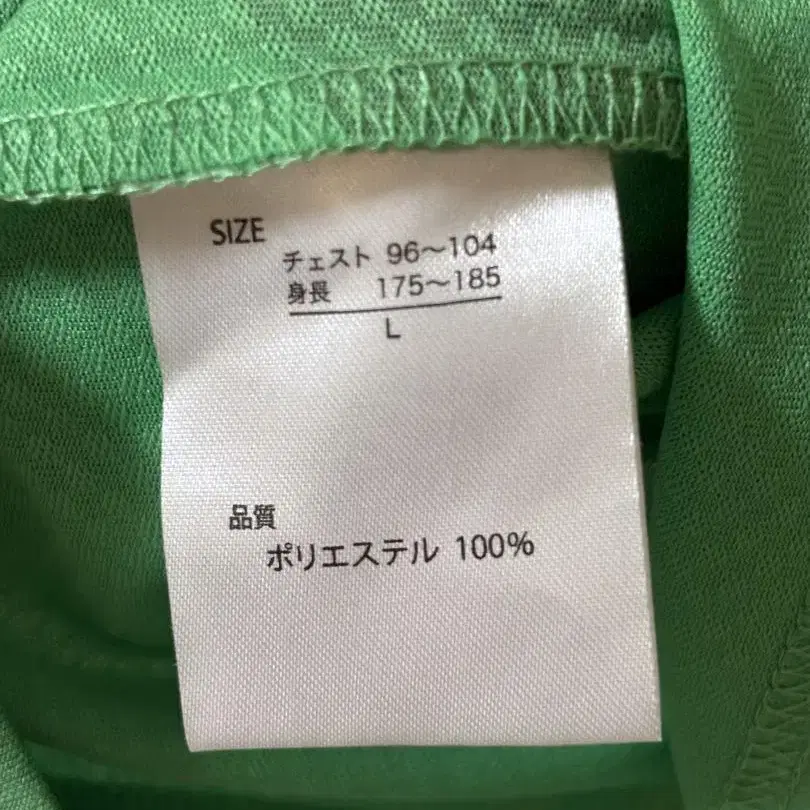 SIZE
チェスト 96～104
身長 175～185
L
品質
ポリエステル 100%